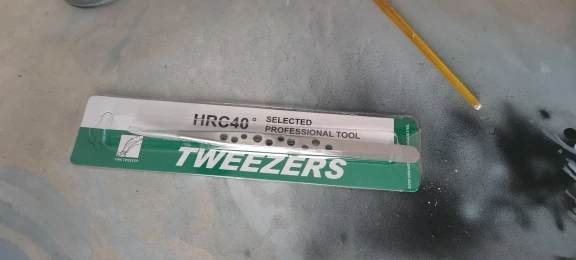 HRC40° SELECTED
PROFESSIONAL TOOL
TWEEZERS